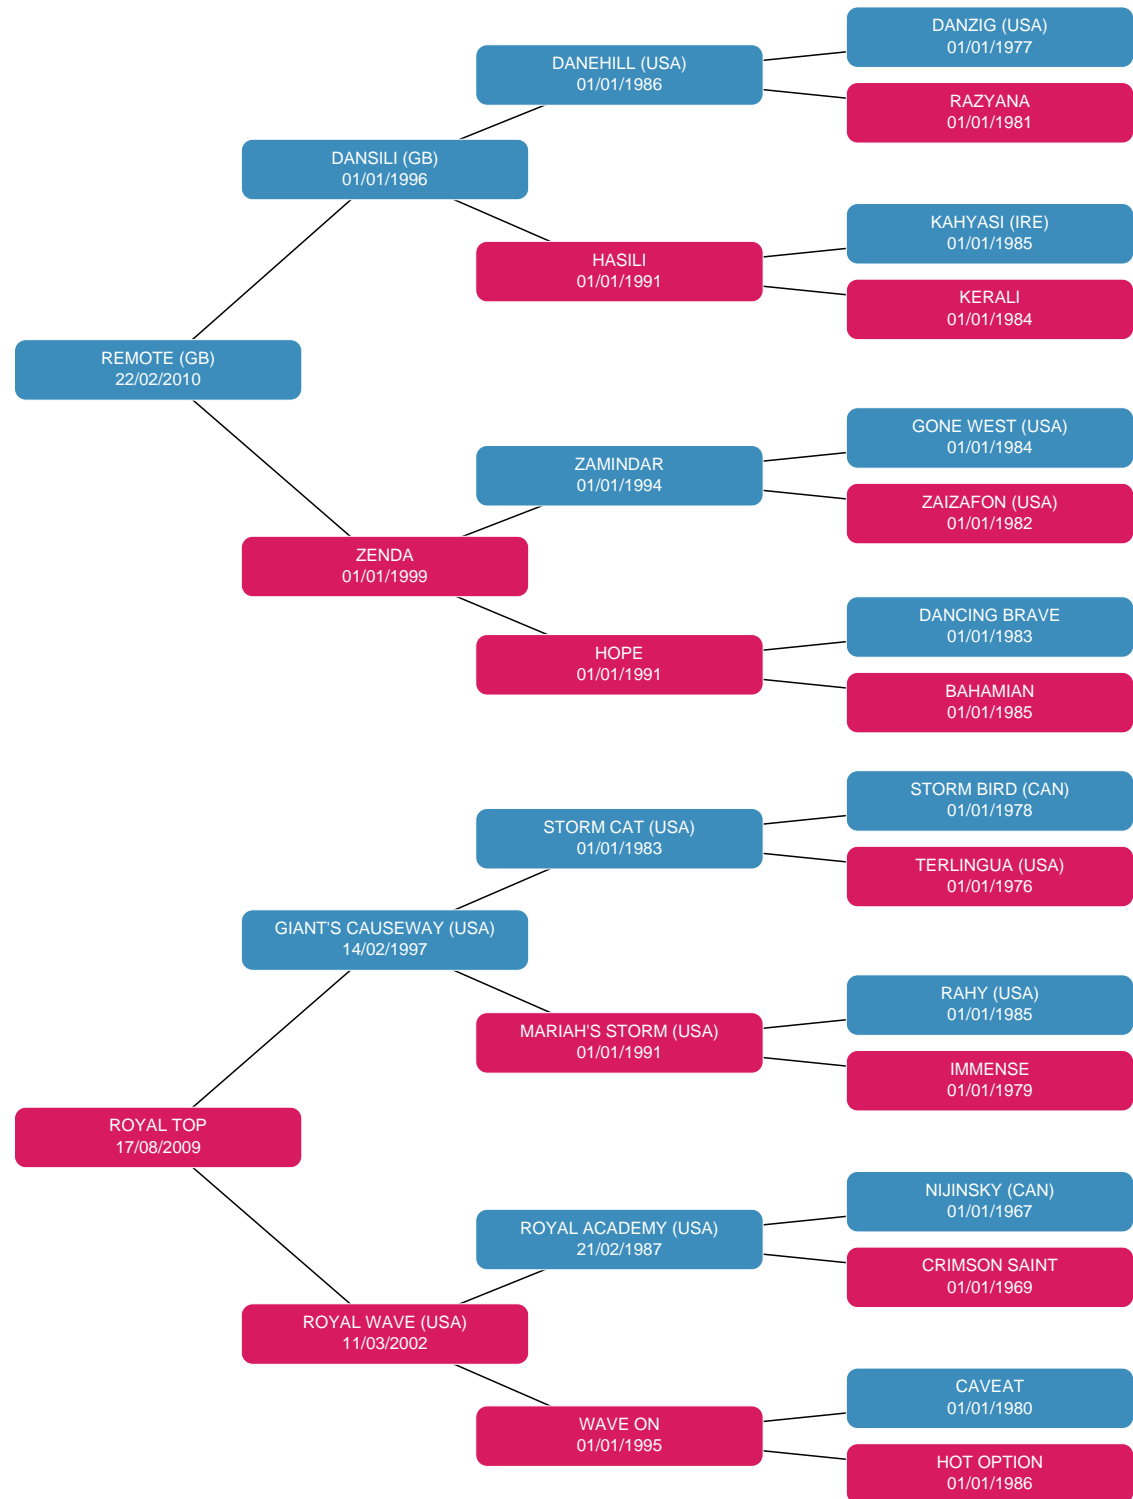 DANZIG (USA)
01/01/1977
DANEHILL (USA)
01/01/1986
RAZYANA
01/01/1981
DANSILI (GB)
01/01/1996
KAHYASI (IRE)
01/01/1985
HASILI
01/01/1991
KERALI
01/01/1984
REMOTE (GB)
22/02/2010
GONE WEST (USA)
01/01/1984
ZAMINDAR
01/01/1994
ZAIZAFON (USA)
01/01/1982
ZENDA
01/01/1999
DANCING BRAVE
01/01/1983
HOPE
01/01/1991
BAHAMIAN
01/01/1985
STORM BIRD (CAN)
01/01/1978
STORM CAT (USA)
01/01/1983
TERLINGUA (USA)
01/01/1976
GIANT'S CAUSEWAY (USA)
14/02/1997
RAHY (USA)
01/01/1985
MARIAH'S STORM (USA)
01/01/1991
IMMENSE
01/01/1979
ROYAL TOP
17/08/2009
NIJINSKY (CAN)
01/01/1967
ROYAL ACADEMY (USA)
21/02/1987
CRIMSON SAINT
01/01/1969
ROYAL WAVE (USA)
11/03/2002
CAVEAT
01/01/1980
WAVE ON
01/01/1995
HOT OPTION
01/01/1986